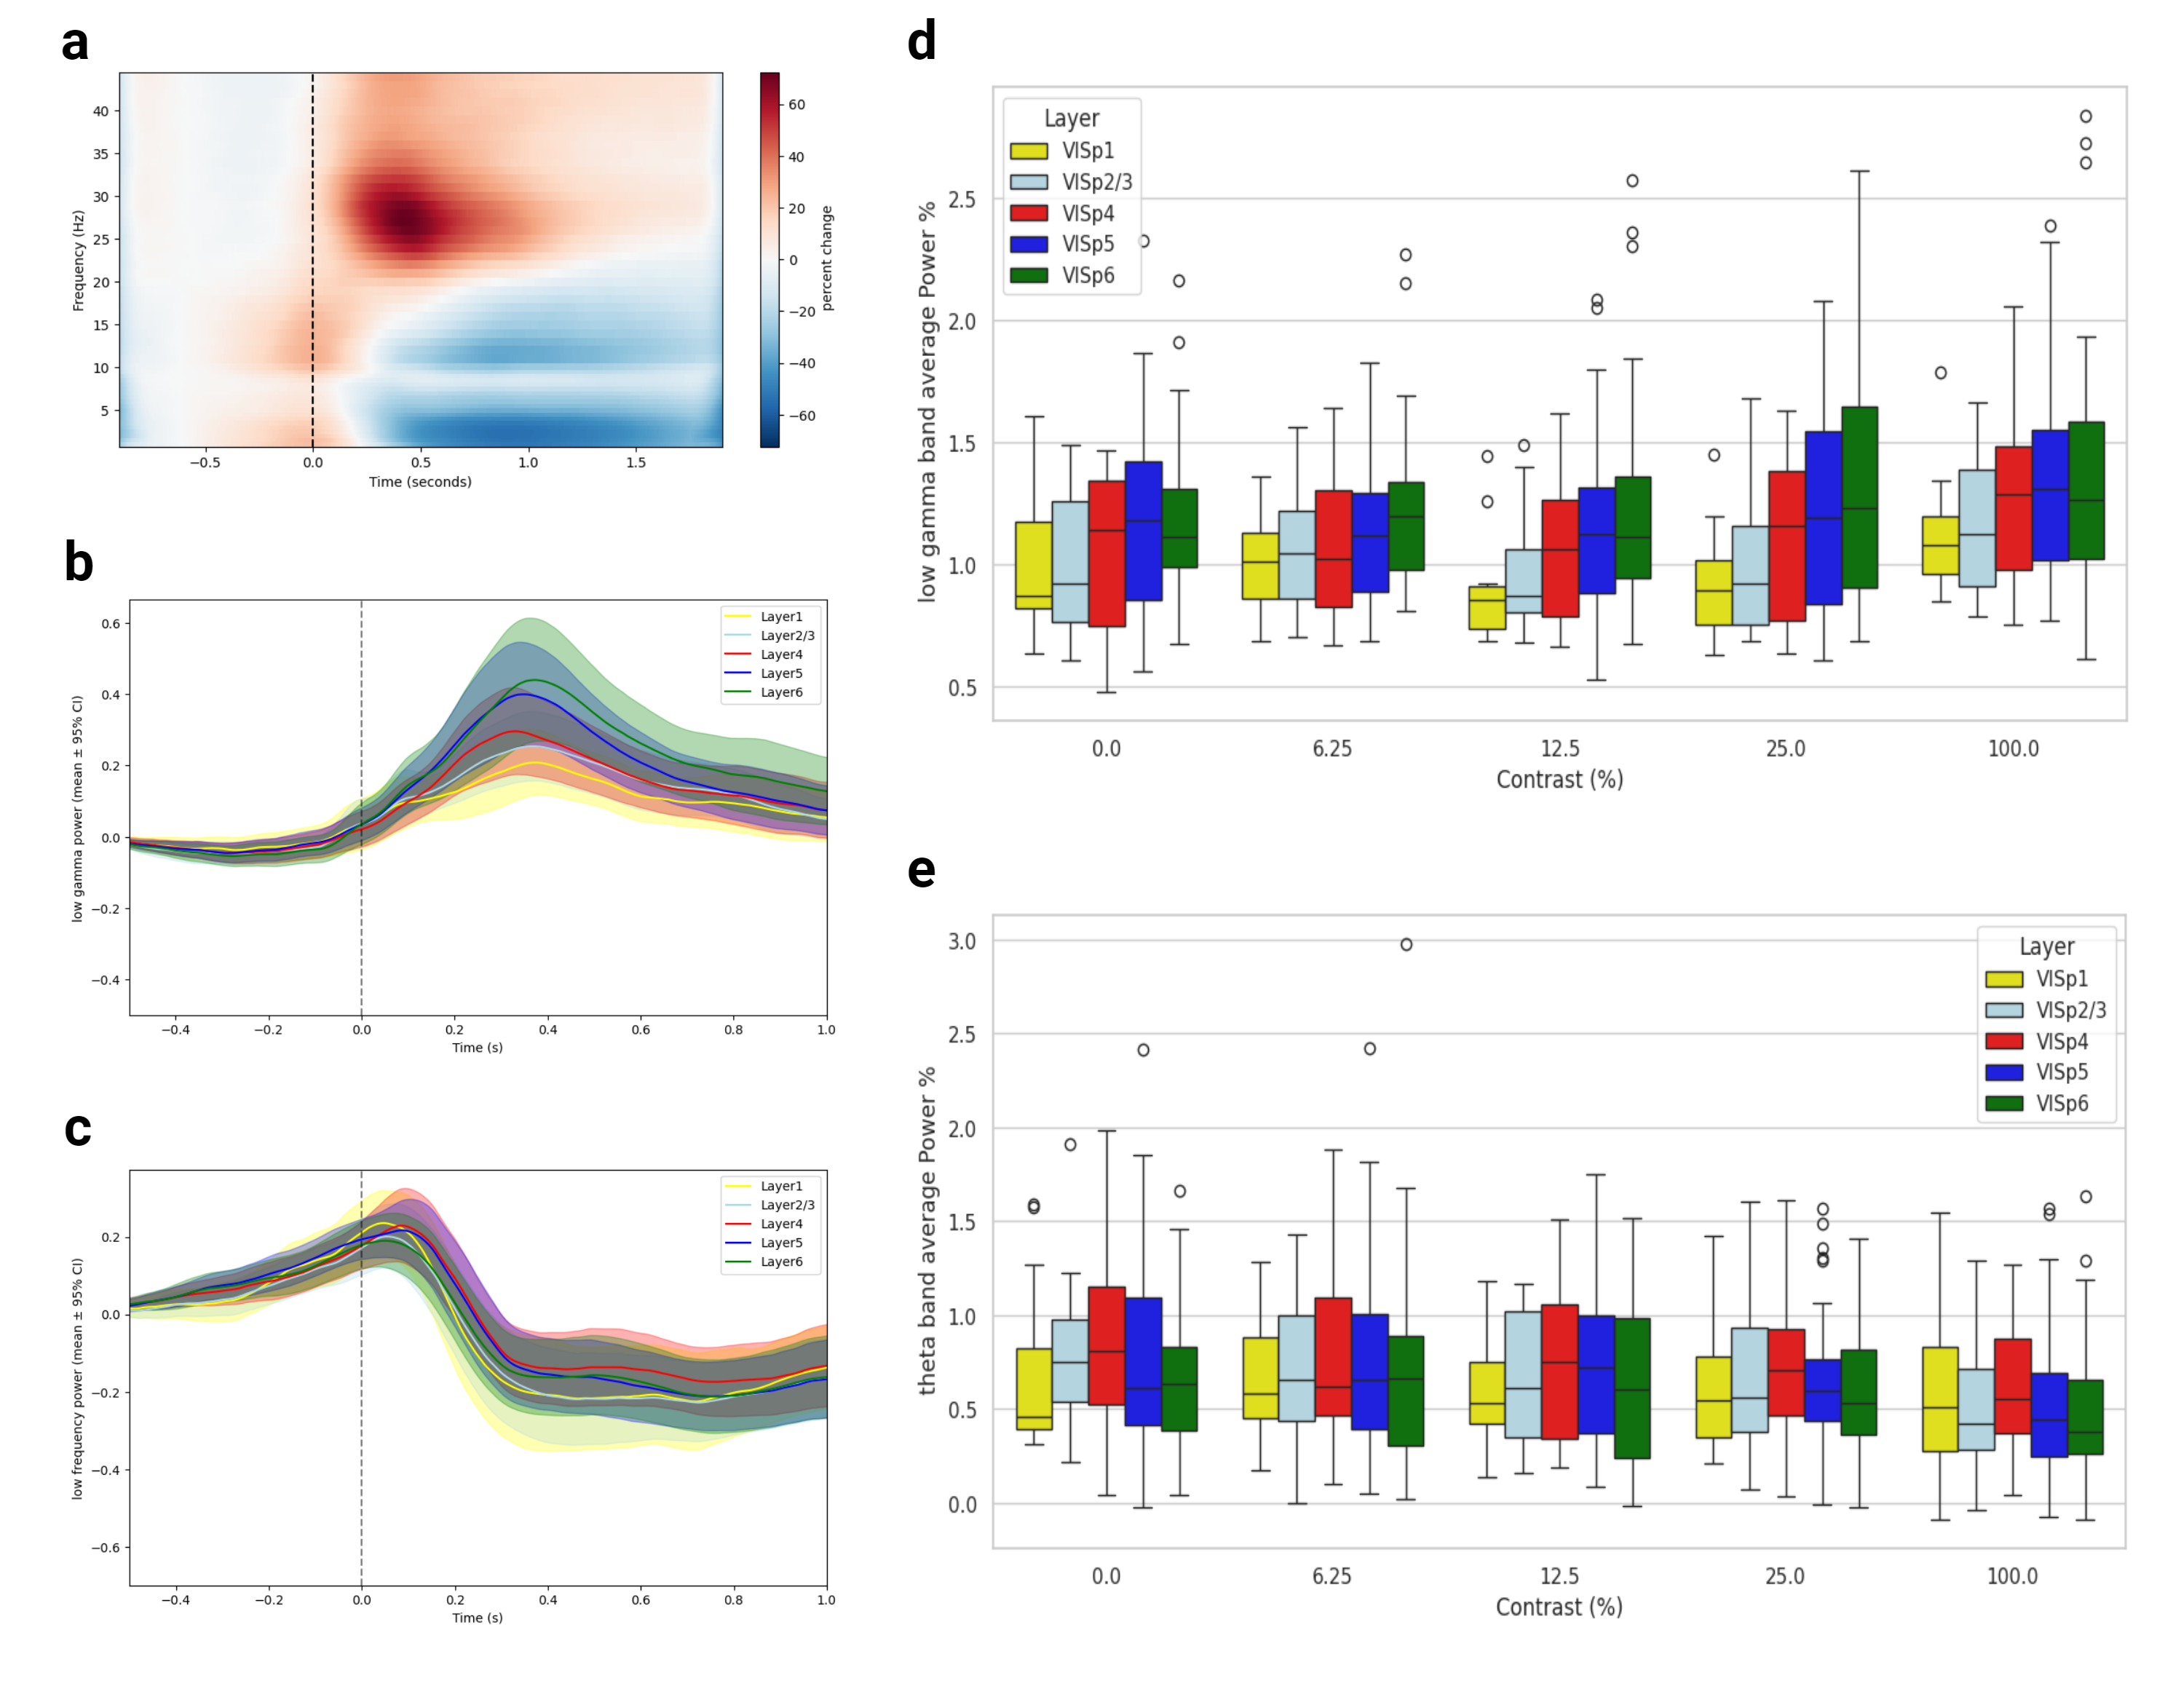 a
40
35
30
25
20
15
10
5
Frequency (Hz)
−0.5
0.0
0.5
1.0
1.5
Time (seconds)
60
40
20
0
−20
−40
−60
percent change
b
0.6
0.4
0.2
0.0
−0.2
−0.4
low gamma power (mean ± 95% CI)
Layer1
Layer2/3
Layer4
Layer5
Layer6
−0.4
−0.2
0.0
0.2
0.4
0.6
0.8
1.0
Time (s)
c
0.2
0.0
−0.2
−0.4
−0.6
low frequency power (mean ± 95% CI)
Layer1
Layer2/3
Layer4
Layer5
Layer6
−0.4
−0.2
0.0
0.2
0.4
0.6
0.8
1.0
Time (s)
d
Layer
VISp1
VISp2/3
VISp4
VISp5
VISp6
2.5
2.0
1.5
1.0
0.5
low gamma band average Power %
0.0
6.25
12.5
25.0
100.0
Contrast (%)
e
Layer
VISp1
VISp2/3
VISp4
VISp5
VISp6
3.0
2.5
2.0
1.5
1.0
0.5
0.0
theta band average Power %
0.0
6.25
12.5
25.0
100.0
Contrast (%)